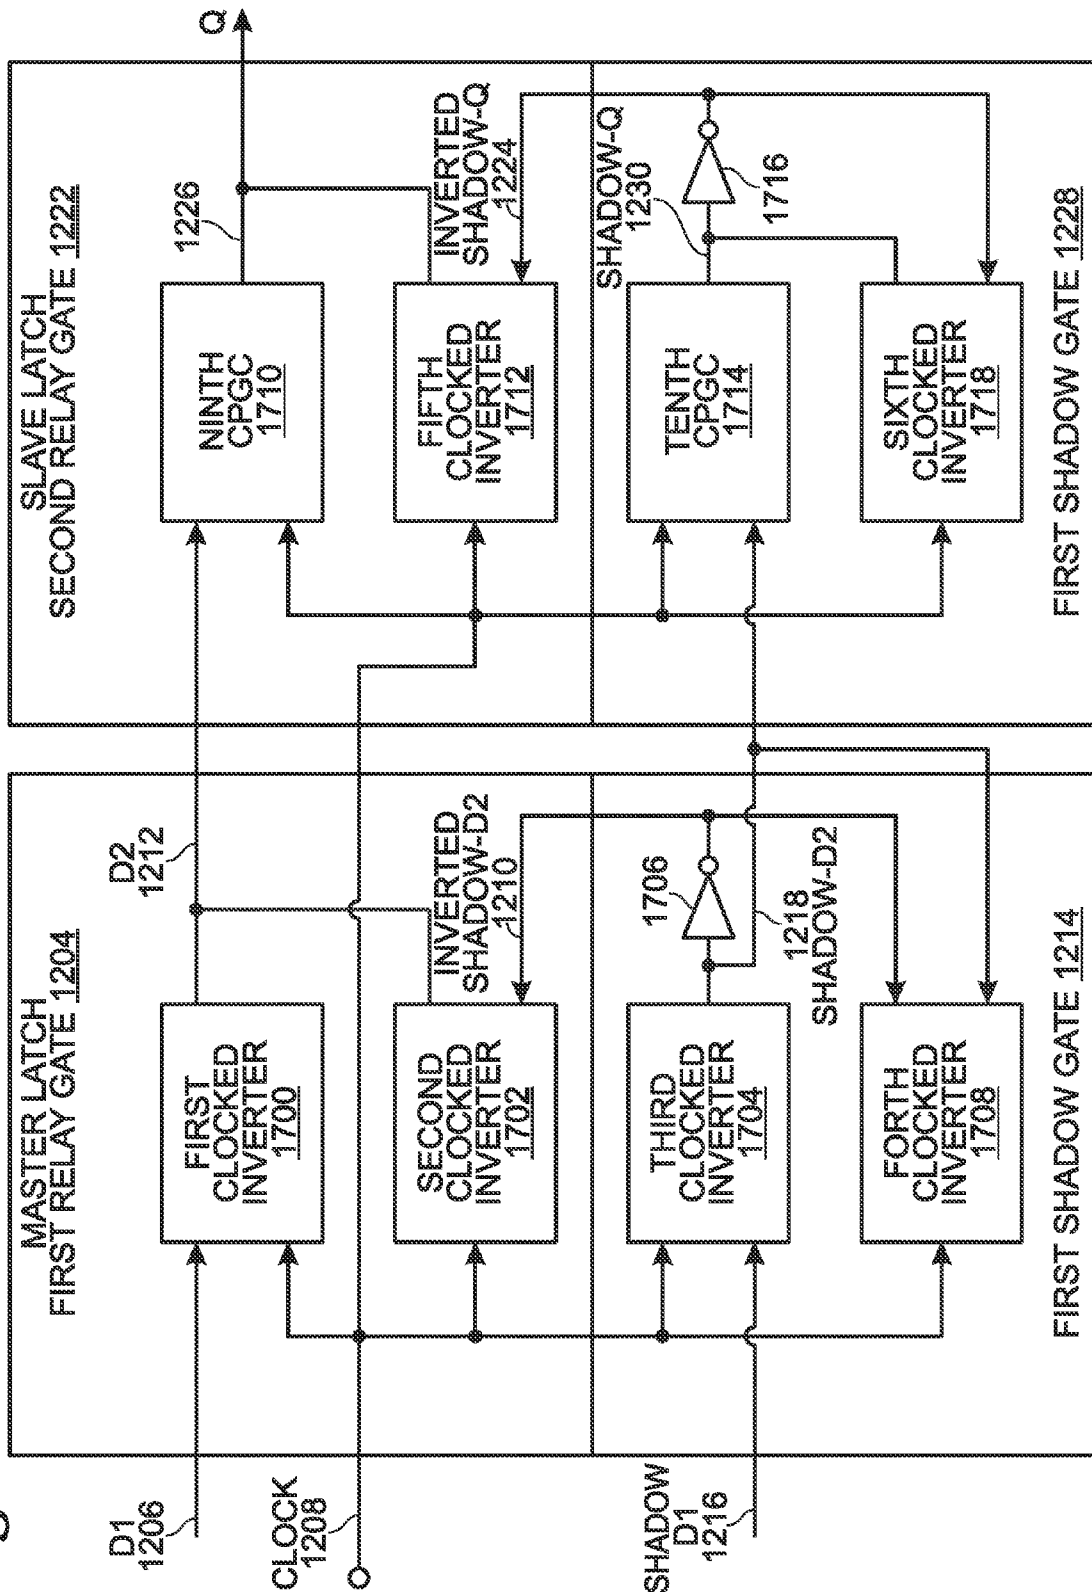 MASTER LATCH
FIRST RELAY GATE 1204
SLAVE LATCH
SECOND RELAY GATE 1222
D1
1206
CLOCK
1208
SHADOW
D1
1216
FIRST
CLOCKED
INVERTER
1700
SECOND
CLOCKED
INVERTER
1702
THIRD
CLOCKED
INVERTER
1704
FORTH
CLOCKED
INVERTER
1708
D2
1212
INVERTED
SHADOW-D2
1210
1706
1218
SHADOW-D2
FIRST SHADOW GATE 1214
NINTH
CPGC
1710
FIFTH
CLOCKED
INVERTER
1712
TENTH
CPGC
1714
SIXTH
CLOCKED
INVERTER
1718
1226
Q
INVERTED
SHADOW-Q
1224
SHADOW-Q
1230
1716
FIRST SHADOW GATE 1228